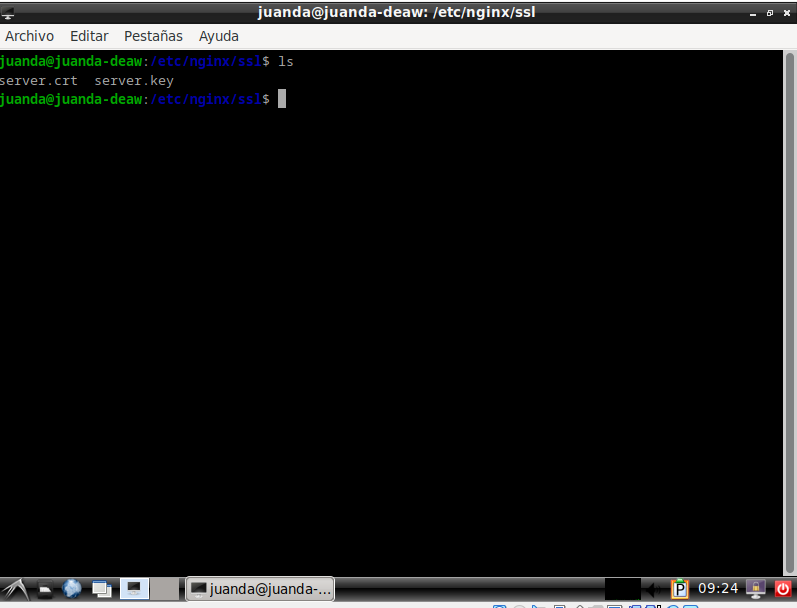 juanda@juanda-deaw: /etc/nginx/ssl
Archivo Editar Pestañas Ayuda
juanda@juanda-deaw:/etc/nginx/ssl$ ls
server.crt  server.key
juanda@juanda-deaw:/etc/nginx/ssl$
juanda@juanda-...
P
09:24